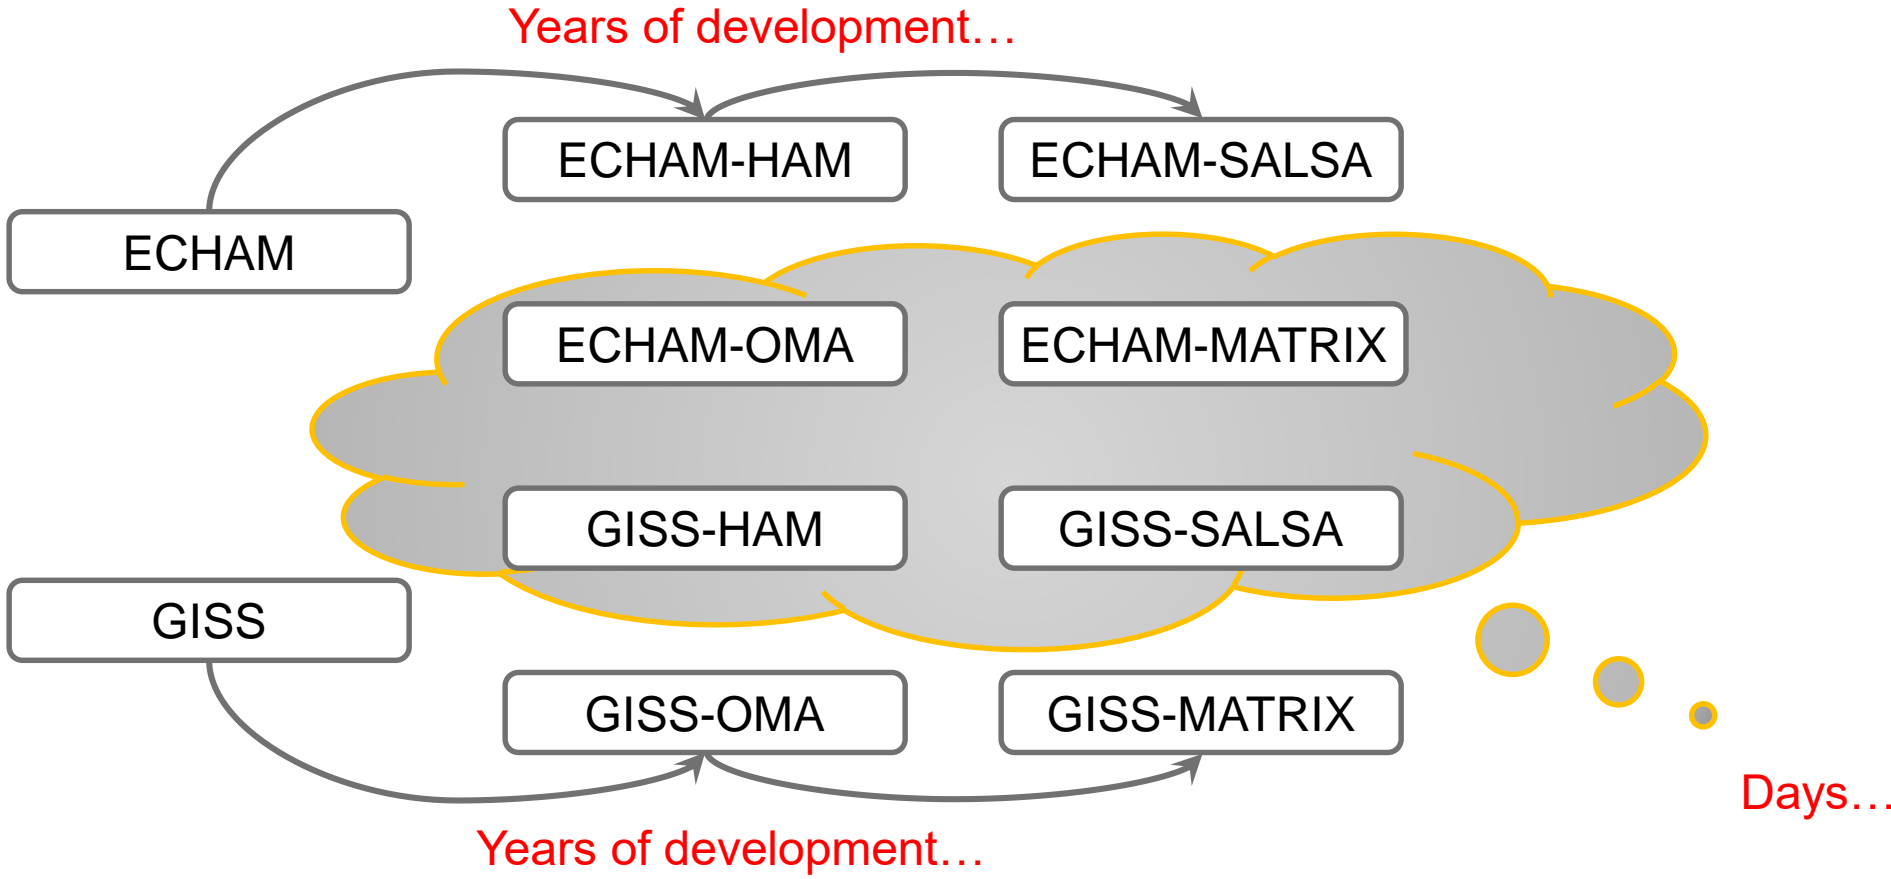 Years of development…
ECHAM-HAM
ECHAM-SALSA
ECHAM
ECHAM-OMA
ECHAM-MATRIX
GISS-HAM
GISS-SALSA
GISS
GISS-OMA
GISS-MATRIX
Days…
Years of development…